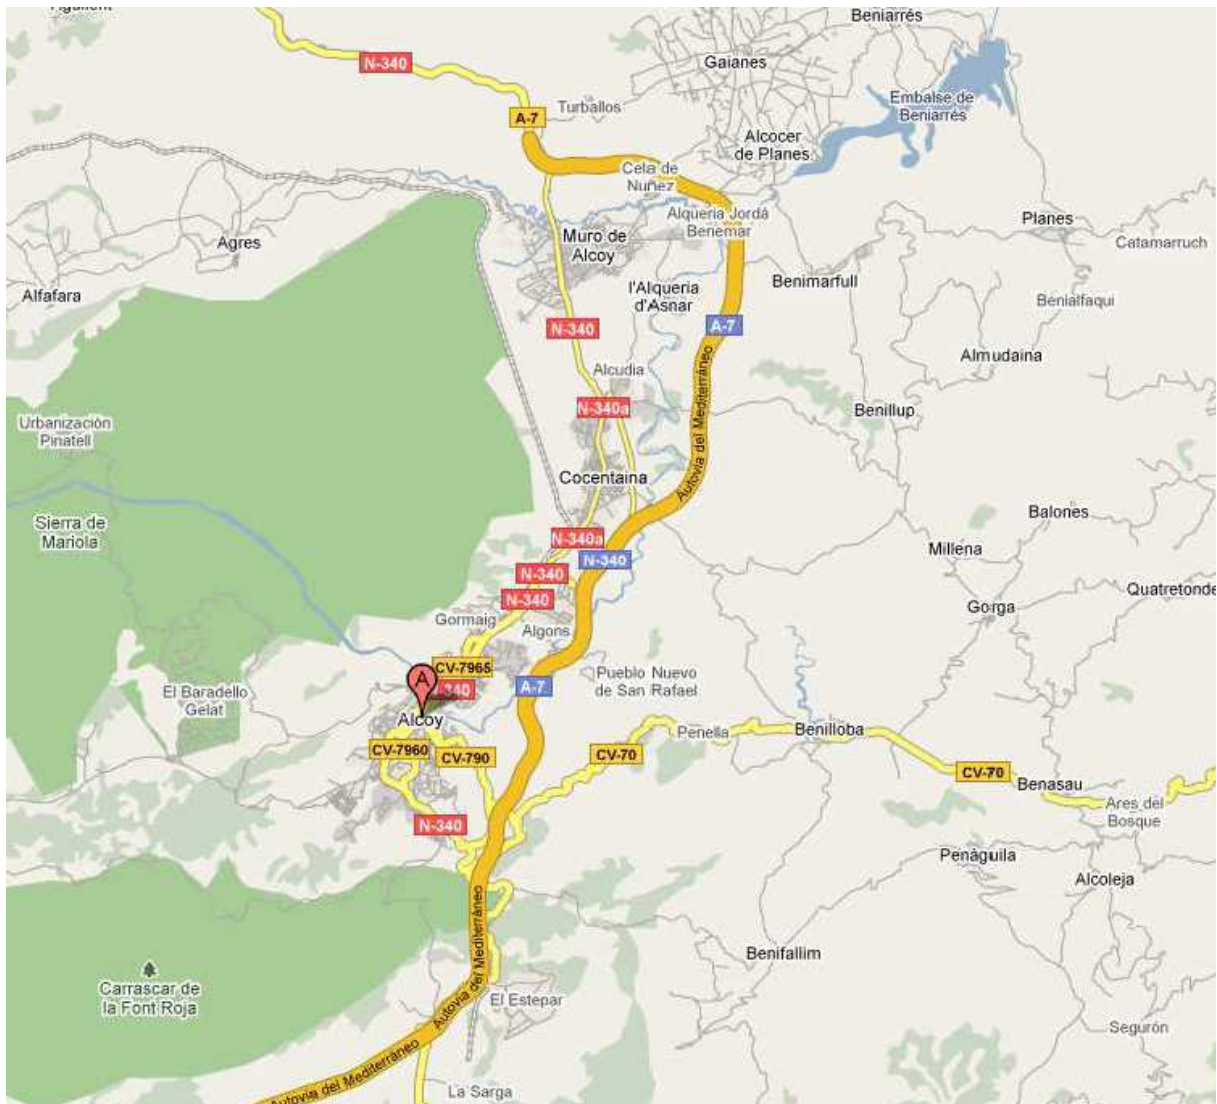 Agullent
Beniarrés
N-340
Gaianes
Turballos
Embalse de
Beniarrés
A-7
Alcocer
de Planes
Cela de
Nuñez
Alqueria Jordá
Benemar
Planes
Catamarruch
Agres
Muro de
Alcoy
Benimarfull
l'Alqueria
d'Asnar
Alfafara
Benialfaqui
N-340
A-7
Almudaina
Alcudia
N-340a
Benillup
Urbanización
Pinatell
Autovía del Mediterráneo
Cocentaina
Sierra de
Mariola
Balones
N-340a
Millena
N-340
N-340
Quatretonde
N-340
Gorga
Gormaig
Algons
CV-7965
Pueblo Nuevo
de San Rafael
A
N-340
A-7
El Baradello
Gelat
Alcoy
Penella
Benilloba
CV-7960
CV-790
CV-70
CV-70
Benasau
Ares del
Bosque
N-340
Penàguila
Alcoleja
Autovía del Mediterráneo
Benifallim
Carrascar de
la Font Roja
El Estepar
Autovía del Mediterráneo
Segurón
La Sarga